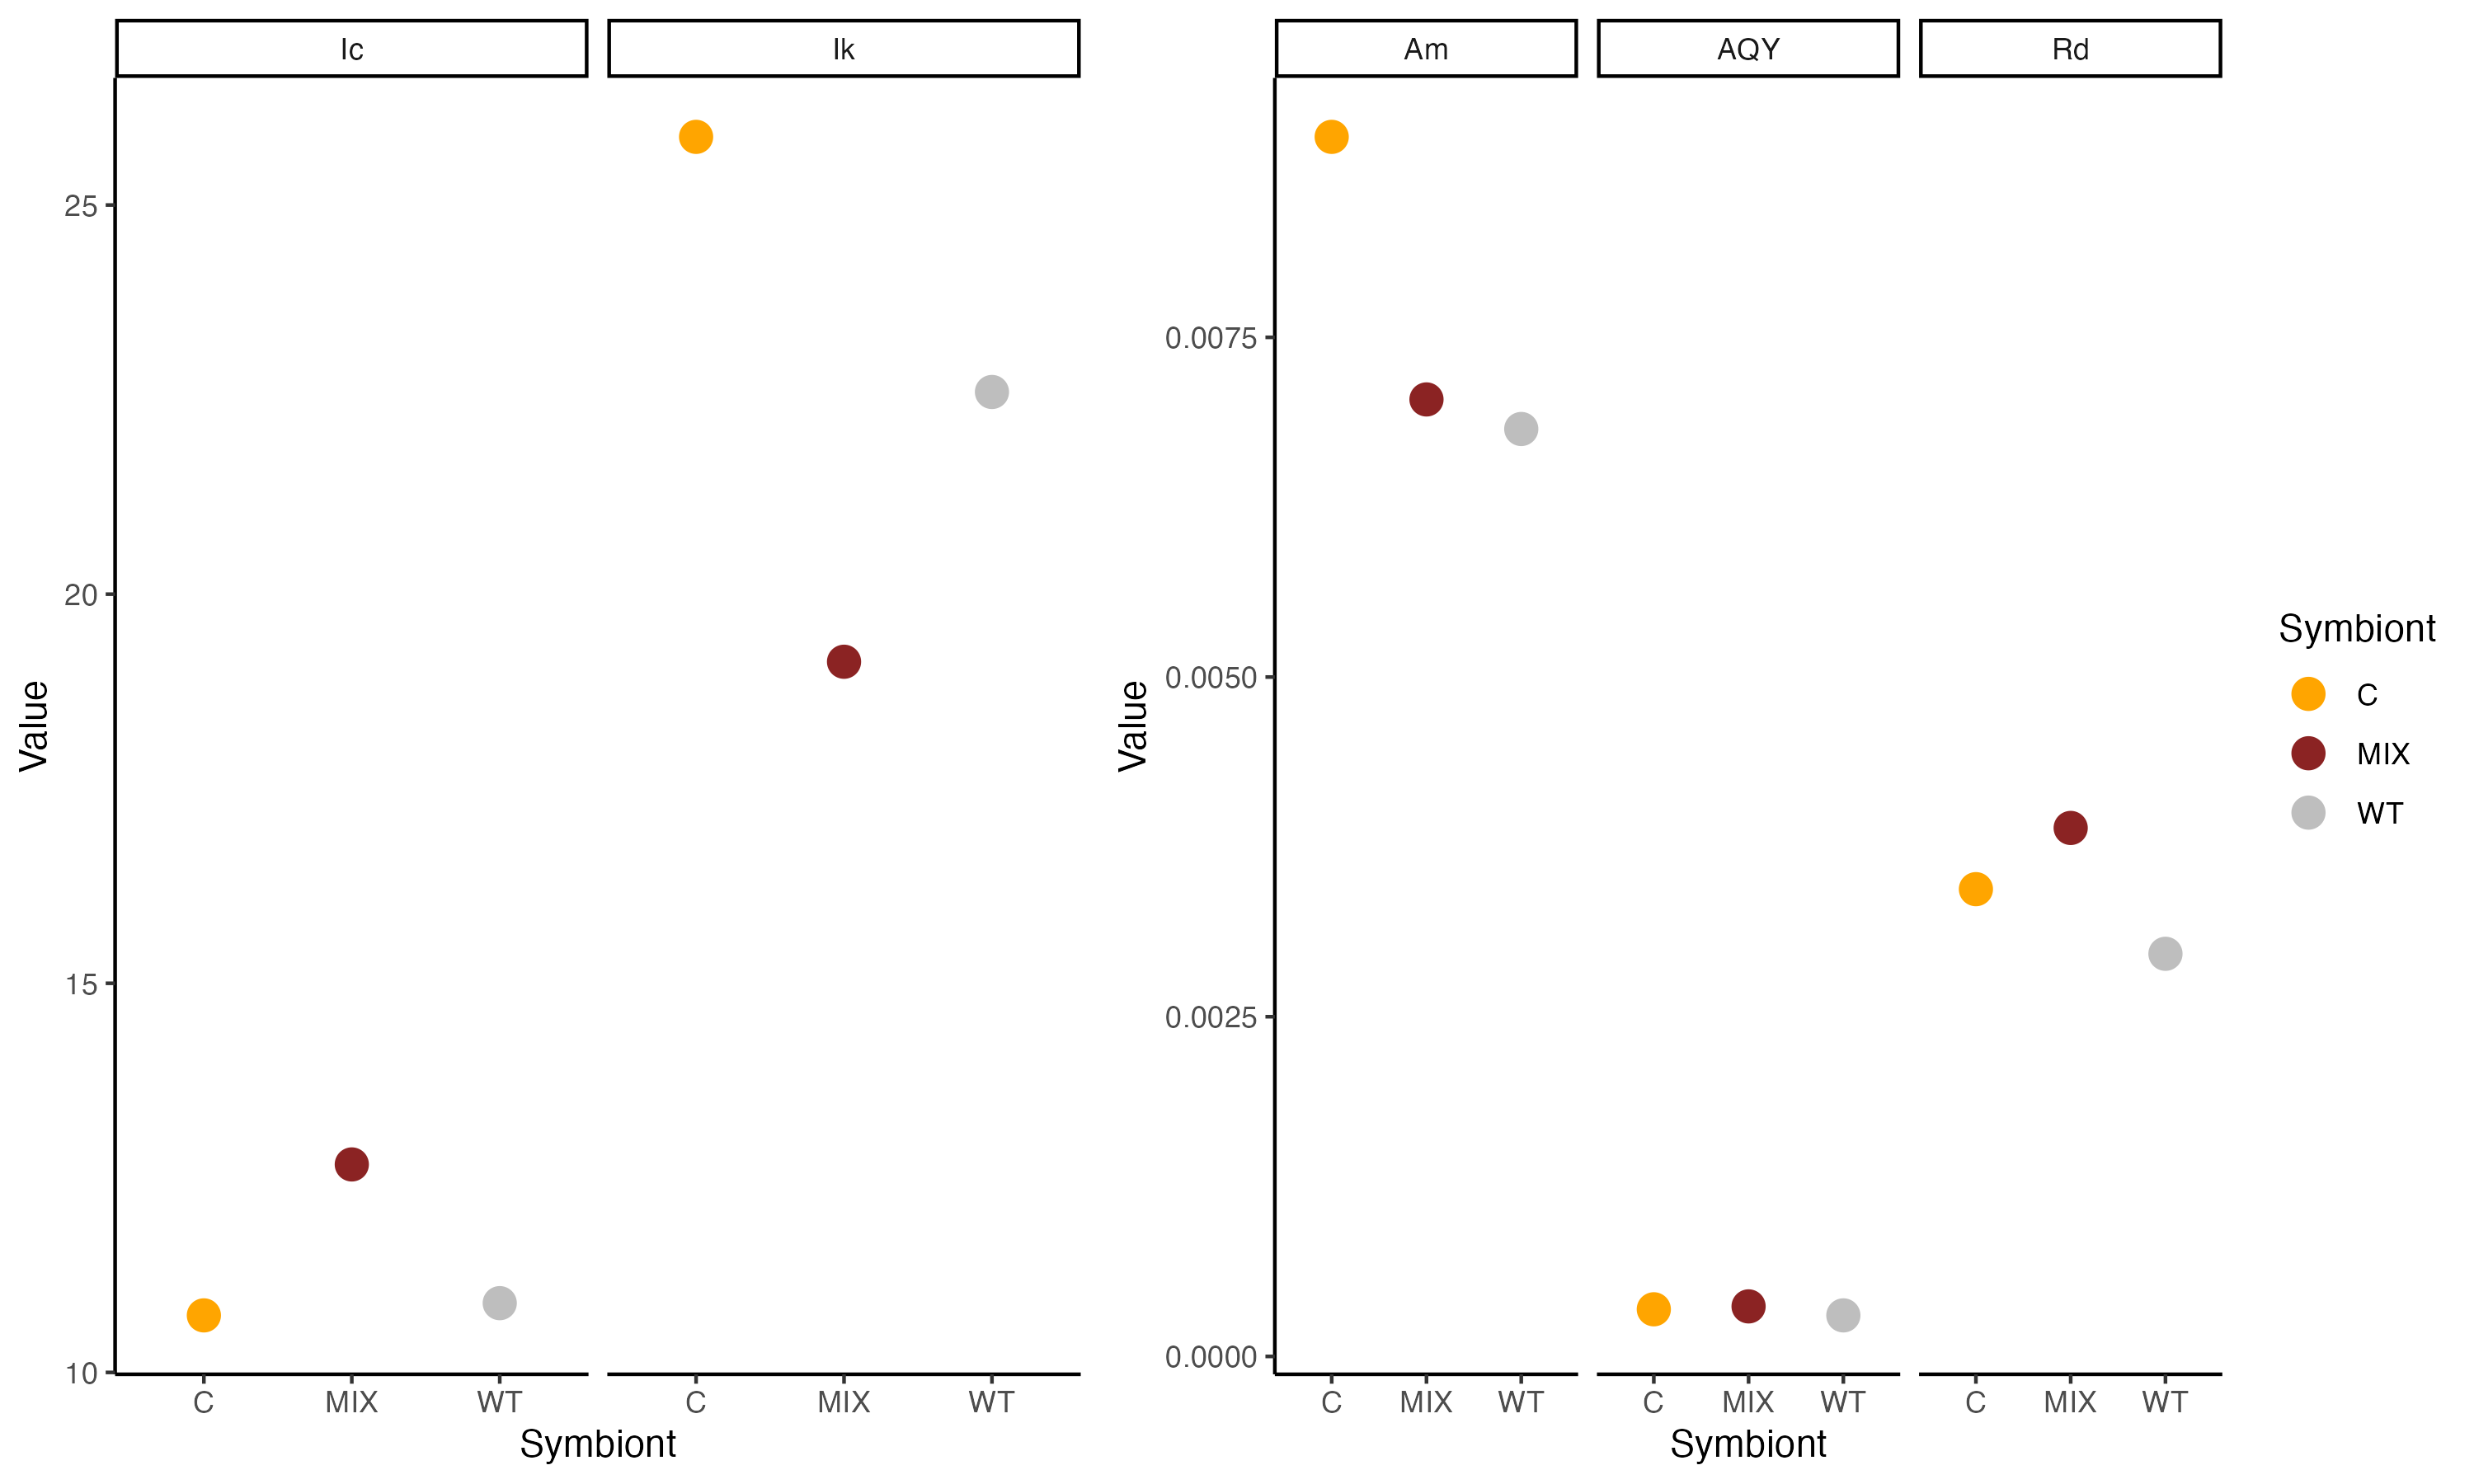 Ic
Ik
Value
25
20
15
10
C MIX WT
C MIX WT
Symbiont
Am
AQY
Rd
Value
0.0075
0.0050
0.0025
0.0000
C MIX WT
C MIX WT
C MIX WT
Symbiont
Symbiont
C
MIX
WT